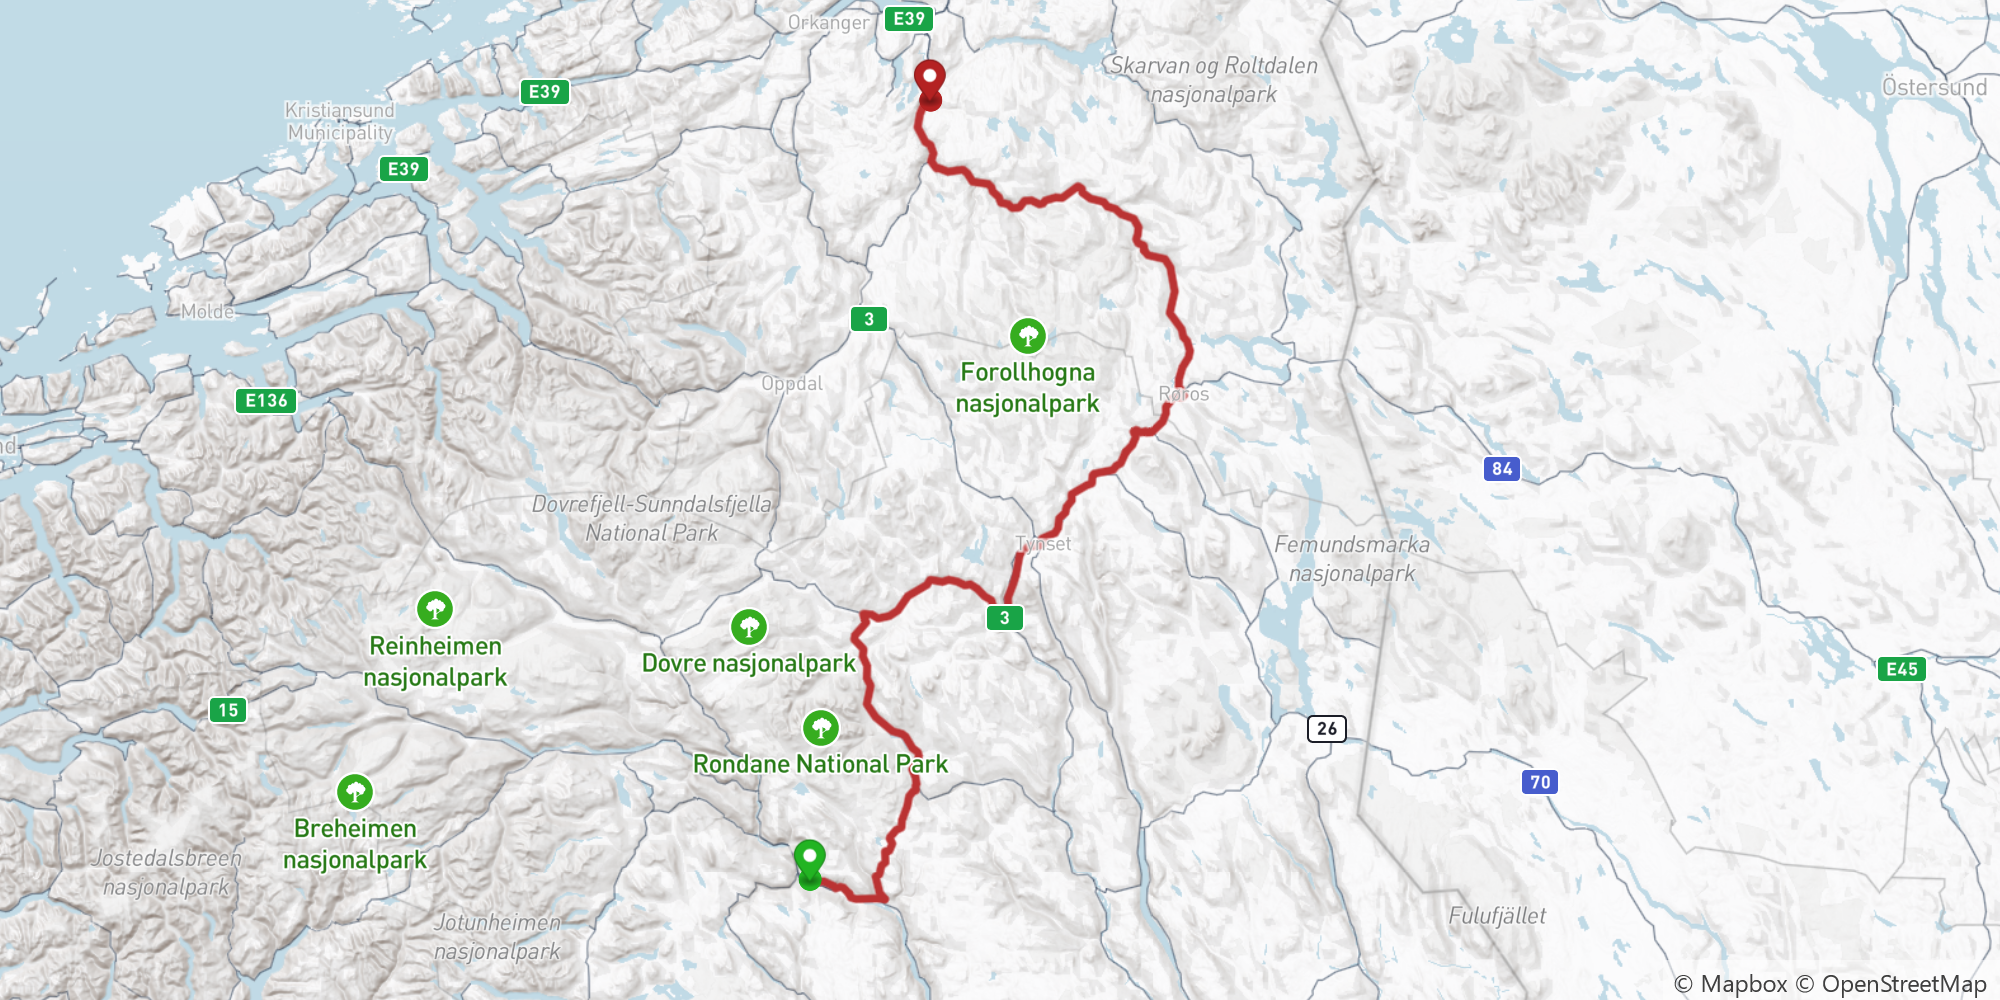 Orkanger
E39
Skarvan og Roltdalen
nasjonalpark
Östersund
E39
Kristiansund
Municipality
E39
Molde
3
Forollhogna
nasjonalpark
Oppdal
Røros
E136
84
Dovrefjell-Sunndalsfjella
National Park
Tynset
Femundsmarka
nasjonalpark
Reinheimen
nasjonalpark
Dovre nasjonalpark
3
E45
15
26
Rondane National Park
70
Breheimen
nasjonalpark
Jostedalsbreen
nasjonalpark
Jotunheimen
nasjonalpark
Fulufjället
© Mapbox © OpenStreetMap